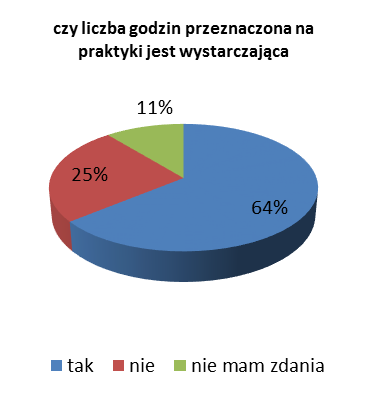 czy liczba godzin przeznaczona na
praktyki jest wystarczająca
11%
25%
64%
tak nie nie mam zdania